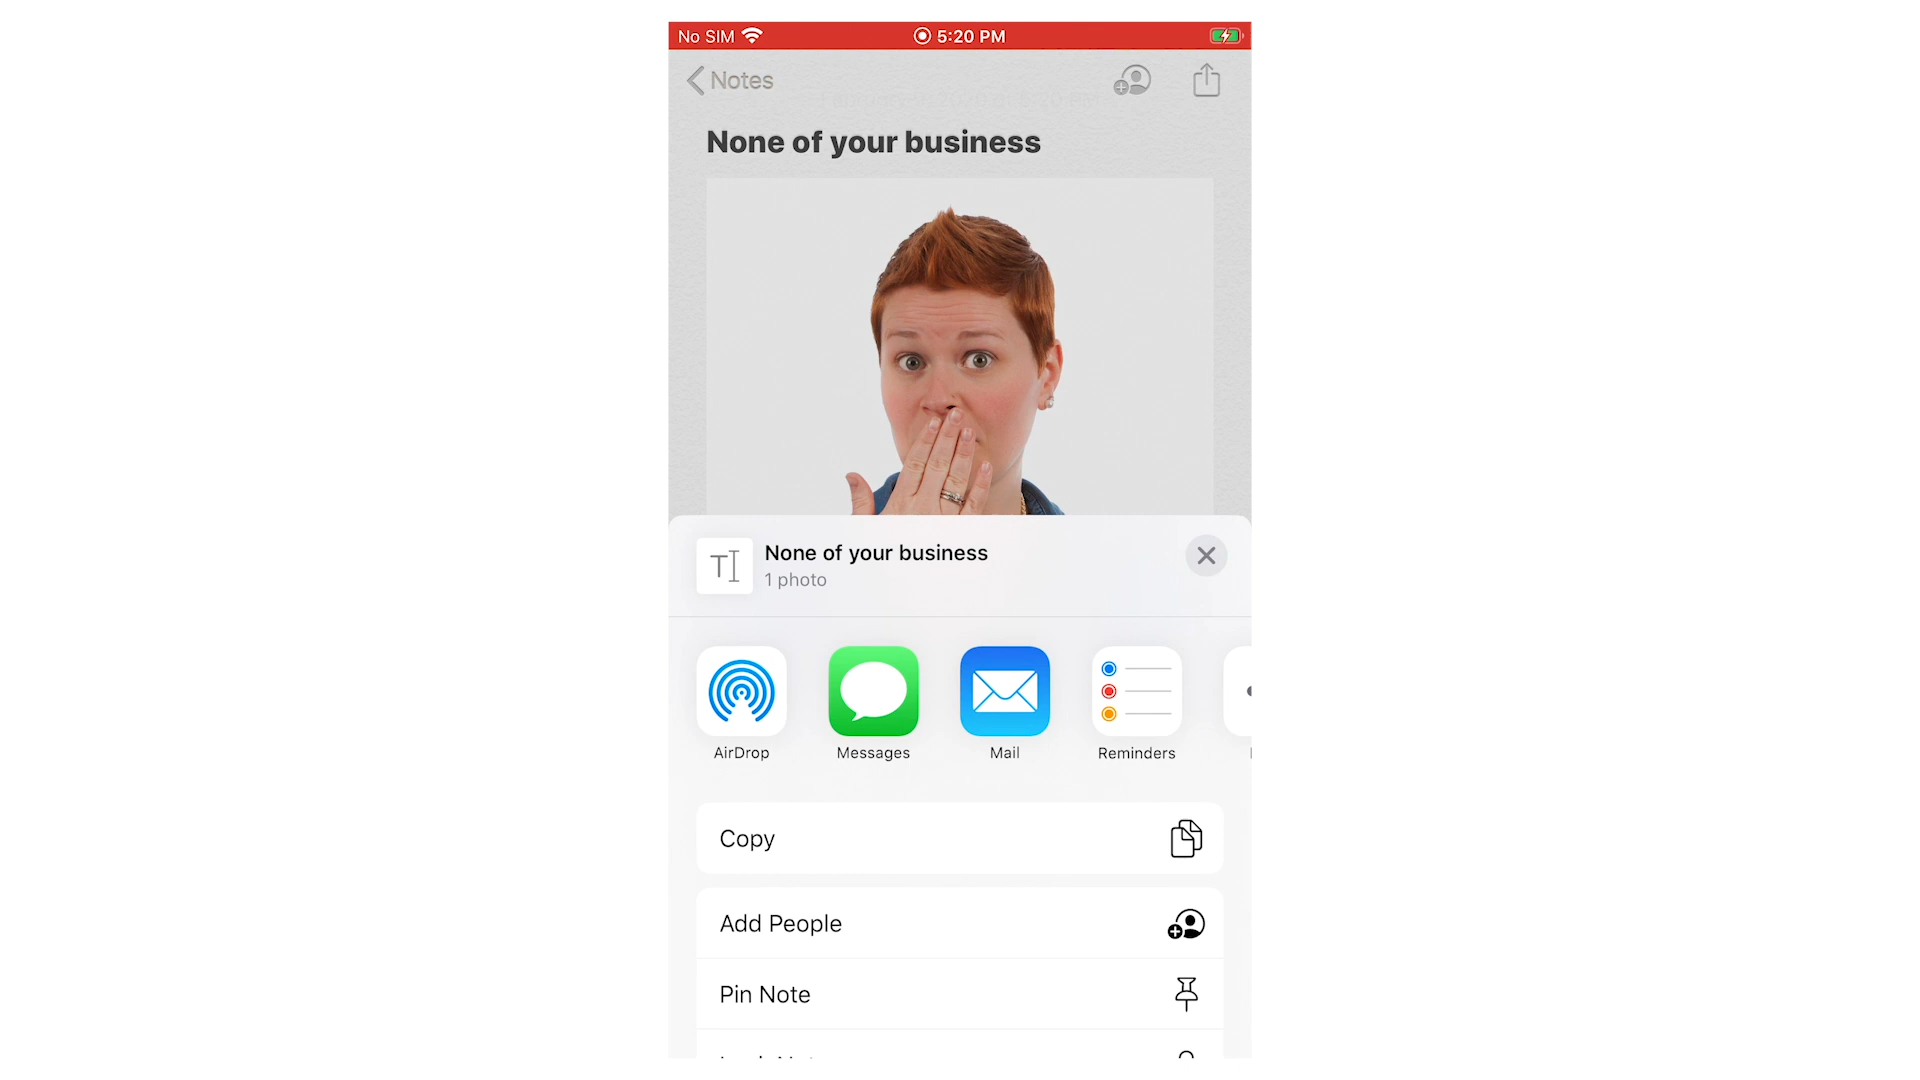 No SIM
5:20 PM
Notes
None of your business
None of your business
1 photo
AirDrop
Messages
Mail
Reminders
Copy
Add People
Pin Note